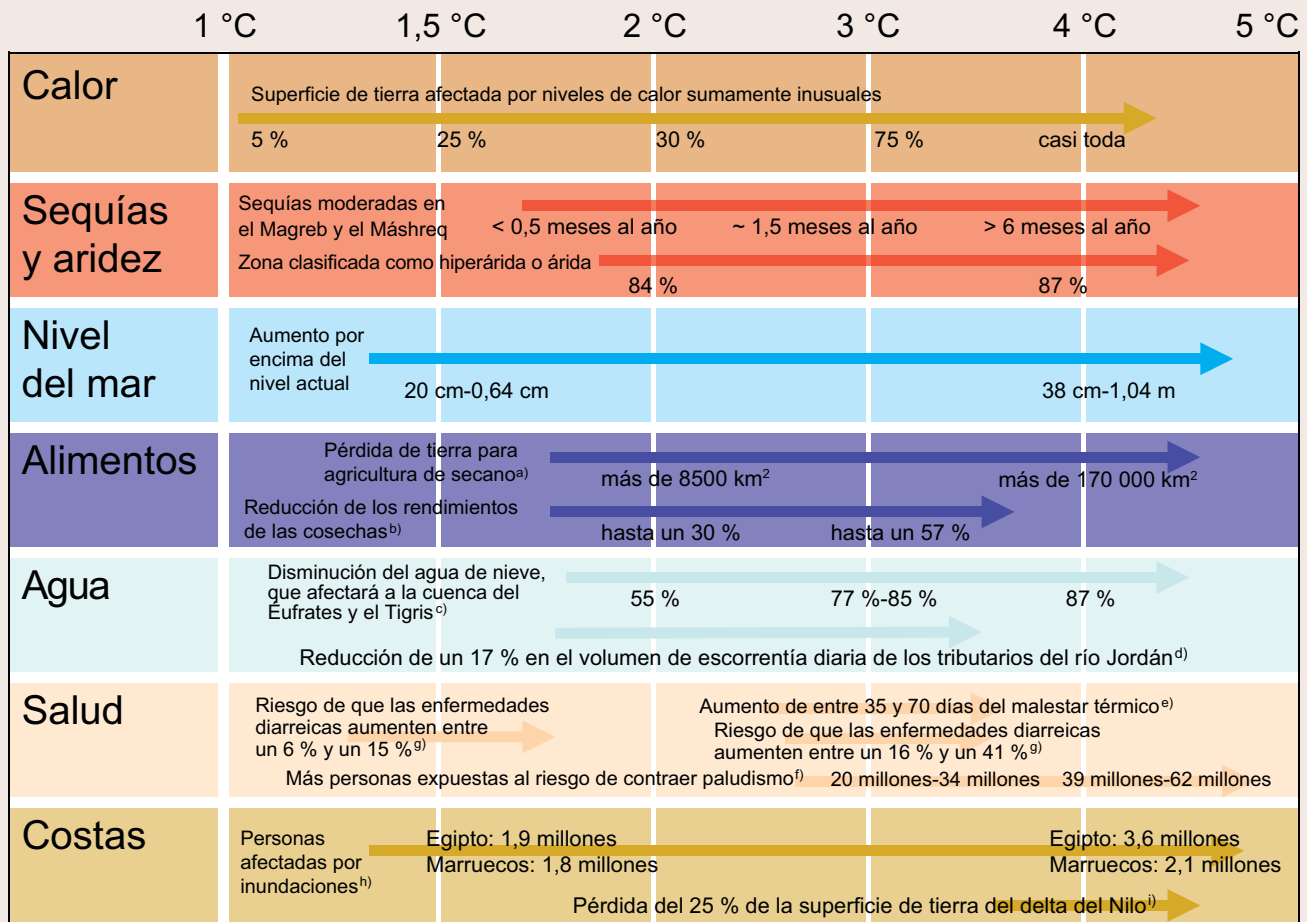 1 °C 1,5 °C 2 °C 3 °C 4 °C 5 °C
Calor
Superficie de tierra afectada por niveles de calor sumamente inusuales
5 % 25 % 30 % 75 % casi toda
Sequías
y aridez
Sequías moderadas en
el Magreb y el Máshreq
< 0,5 meses al año ~ 1,5 meses al año > 6 meses al año
Zona clasificada como hiperárida o árida
84 % 87 %
Nivel
del mar
Aumento por
encima del
nivel actual
20 cm-0,64 cm 38 cm-1,04 m
Alimentos
Pérdida de tierra para
agricultura de secano a)
más de 8500 km² más de 170 000 km²
Reducción de los rendimientos
de las cosechas b)
hasta un 30 % hasta un 57 %
Agua
Disminución del agua de nieve,
que afectará a la cuenca del
Éufrates y el Tigris c)
55 % 77 %-85 % 87 %
Reducción de un 17 % en el volumen de escorrentía diaria de los tributarios del río Jordán d)
Salud
Riesgo de que las enfermedades
diarreicas aumenten entre
un 6 % y un 15 % g)
Aumento de entre 35 y 70 días del malestar térmico e)
Riesgo de que las enfermedades diarreicas
aumenten entre un 16 % y un 41 % g)
Más personas expuestas al riesgo de contraer paludismo f) 20 millones-34 millones 39 millones-62 millones
Costas
Personas
afectadas por
inundaciones h)
Egipto: 1,9 millones
Marruecos: 1,8 millones
Egipto: 3,6 millones
Marruecos: 2,1 millones
Pérdida del 25 % de la superficie de tierra del delta del Nilo i)